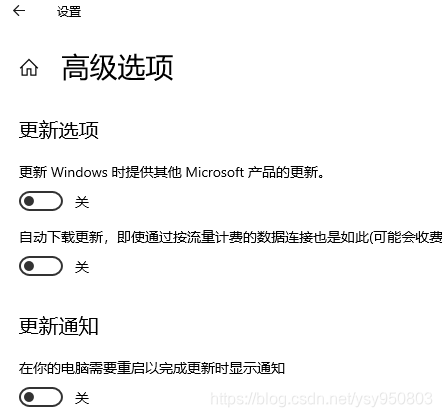 设置
高级选项
更新选项
更新 Windows 时提供其他 Microsoft 产品的更新。
关
自动下载更新，即使通过按流量计费的数据连接也是如此(可能会收费
关
更新通知
在你的电脑需要重启以完成更新时显示通知
关
https://blog.csdn.net/ysy950803